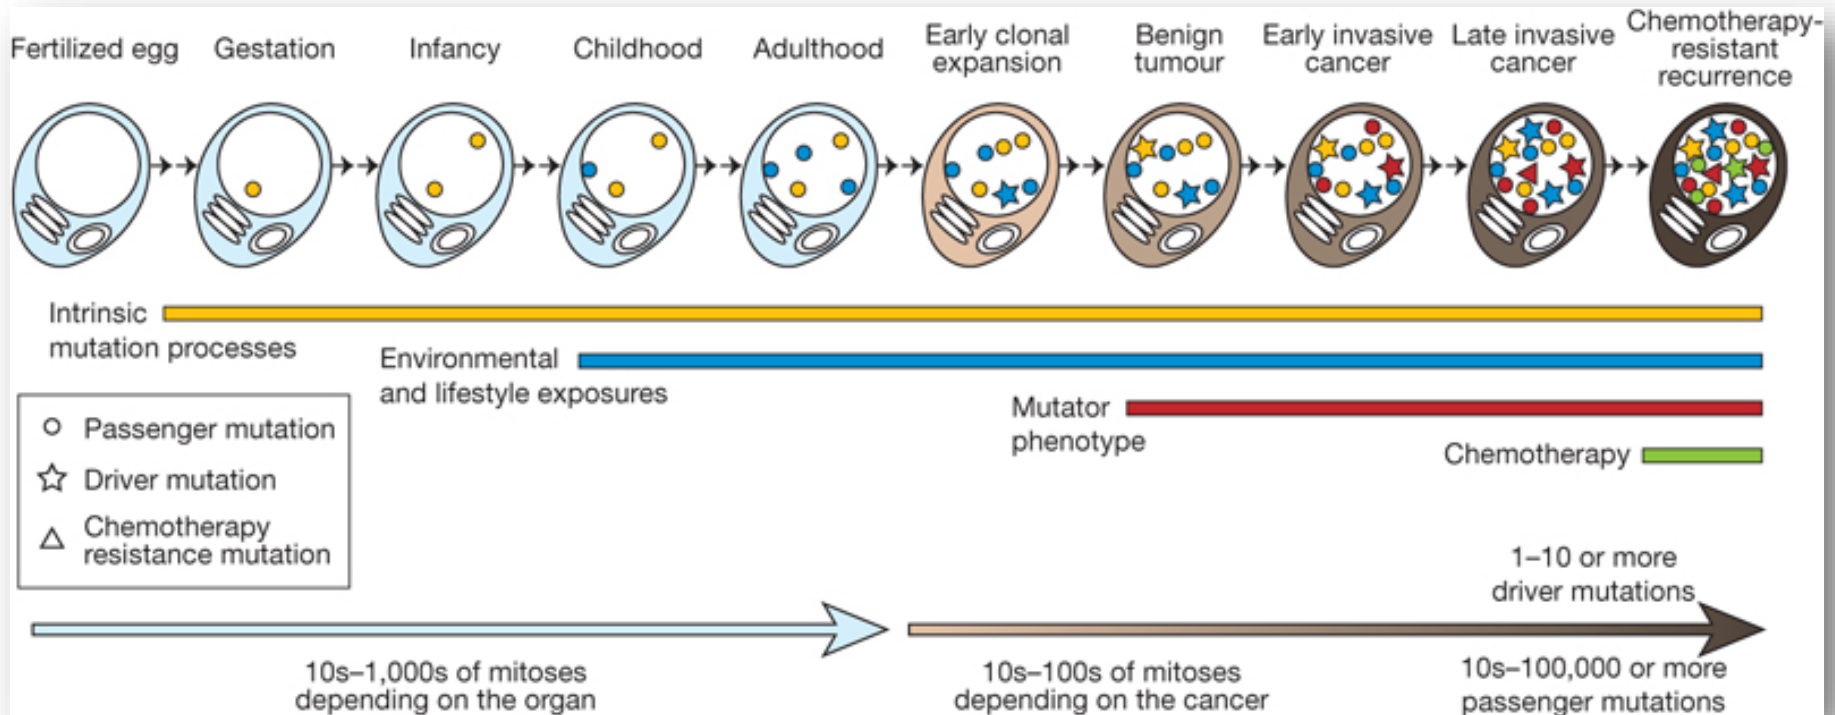 Fertilized egg
Gestation
Infancy
Childhood
Adulthood
Early clonal
expansion
Benign
tumour
Early invasive
cancer
Late invasive
cancer
Chemotherapy-
resistant
recurrence
Intrinsic
mutation processes
Environmental
and lifestyle exposures
Mutator
phenotype
Chemotherapy
Passenger mutation
Driver mutation
Chemotherapy
resistance mutation
1–10 or more
driver mutations
10s–1,000s of mitoses
depending on the organ
10s–100s of mitoses
depending on the cancer
10s–100,000 or more
passenger mutations